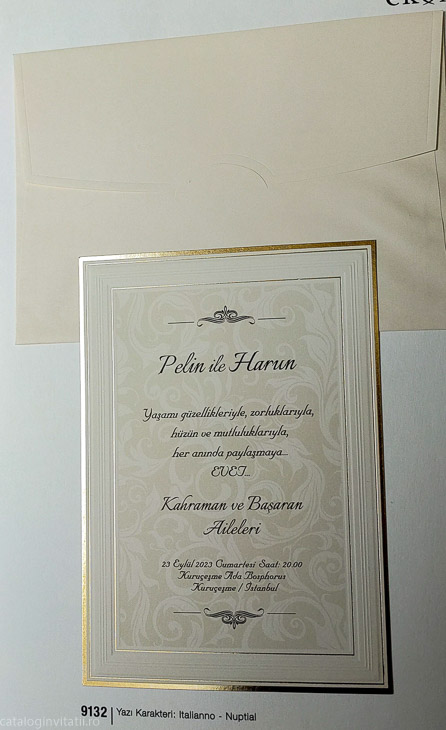 Pelin ile Harun
Yaşamı güzellikleriyle, zorluklarıyla,
hüzün ve mutluluklarıyla,
her anında paylaşmaya...
EVET...
Kahraman ve Başaran
Aileleri
23 Eylül 2023 Cumartesi Saat: 20.00
Kuruçeşme Ada Bosphorus
Kuruçeşme / İstanbul
9132 | Yazı Karakteri: Italianno - Nuptial
cataloginvitatii.ro